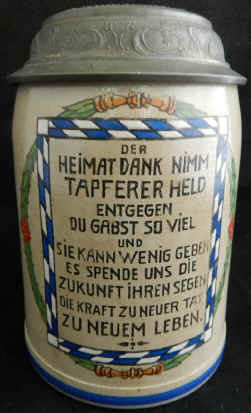 DER
HEIMAT DANK NIMM
TAPFERER HELD
ENTGEGEN
DU GABST SO VIEL
UND
SIE KANN WENIG GEBEN
ES SPENDE UNS DIE
ZUKUNFT IHREN SEGEN
DIE KRAFT ZU NEUER TAT,
ZU NEUEM LEBEN.